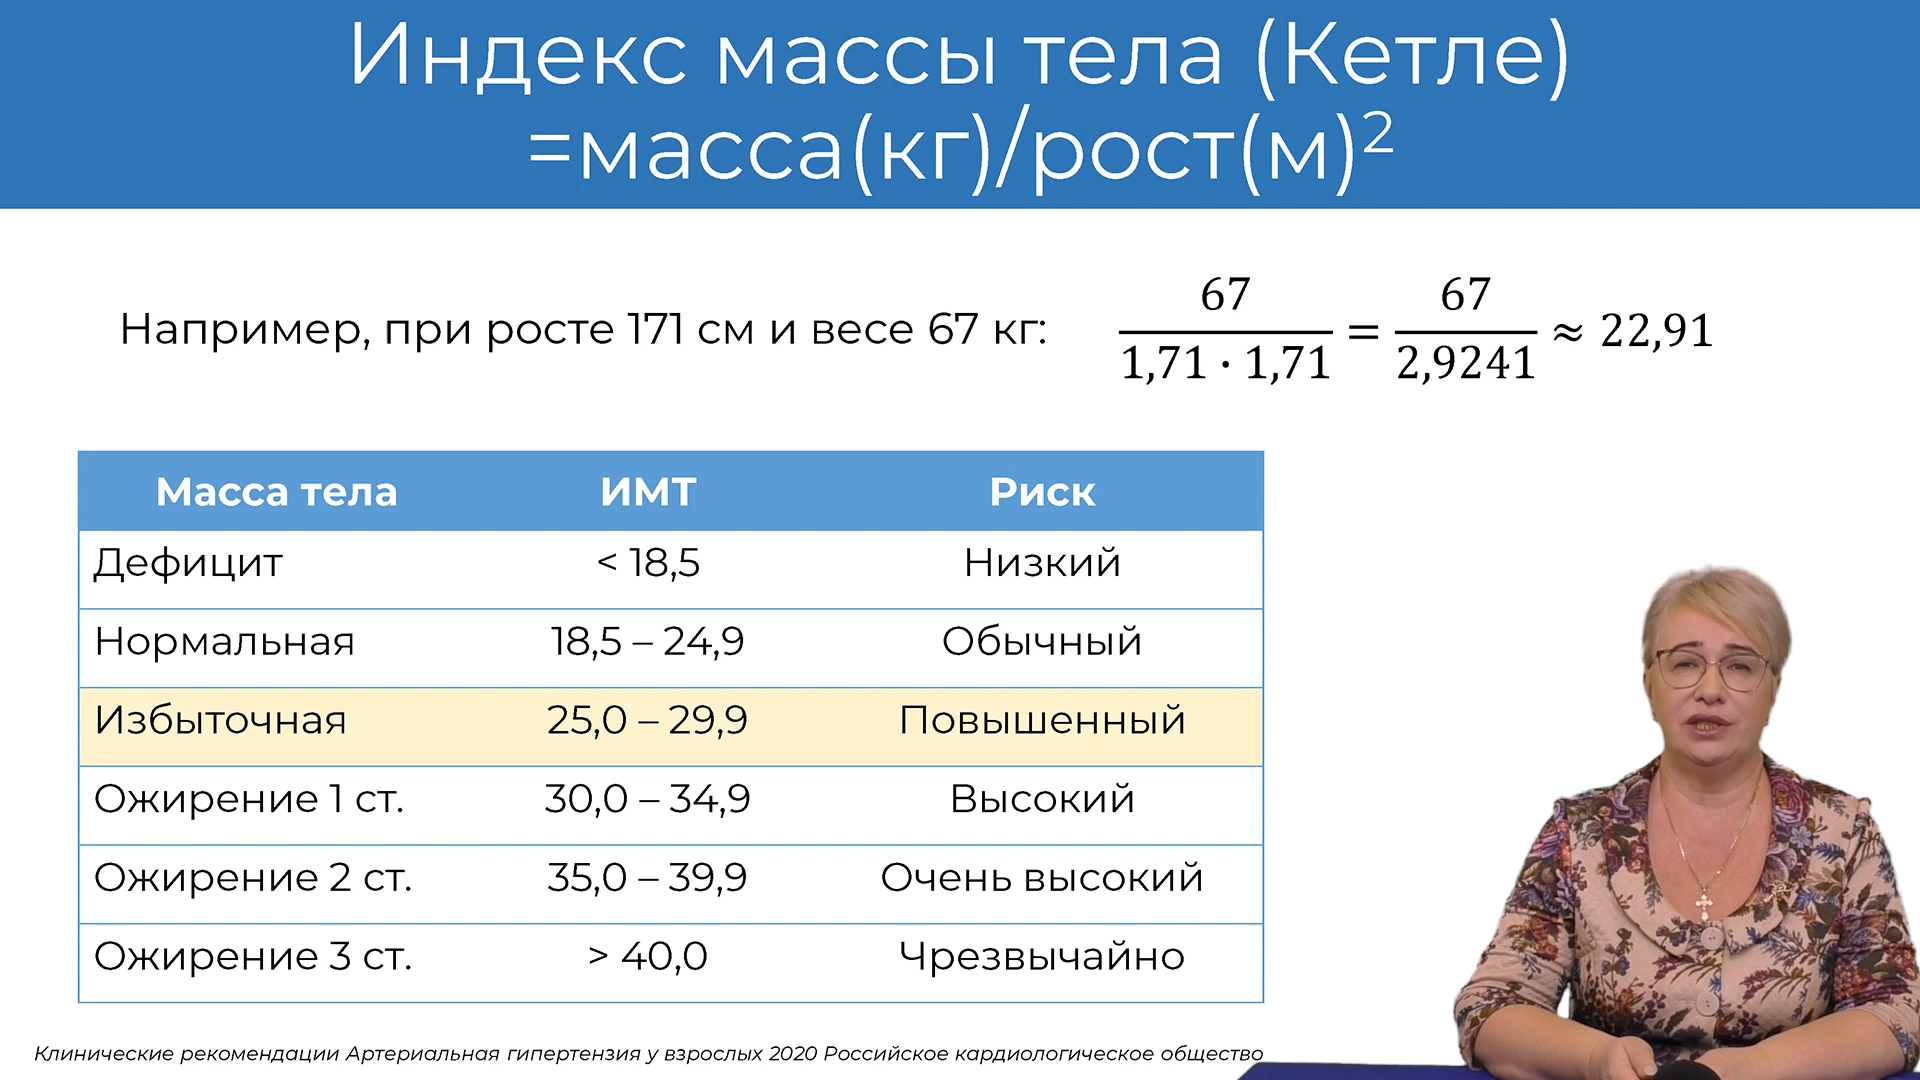 Индекс массы тела (Кетле)
=масса(кг)/рост(м)²
Например, при росте 171 см и весе 67 кг:
67 / 1,71 · 1,71 = 67 / 2,9241 ≈ 22,91
Масса тела ИМТ Риск
Дефицит < 18,5 Низкий
Нормальная 18,5 – 24,9 Обычный
Избыточная 25,0 – 29,9 Повышенный
Ожирение 1 ст. 30,0 – 34,9 Высокий
Ожирение 2 ст. 35,0 – 39,9 Очень высокий
Ожирение 3 ст. > 40,0 Чрезвычайно
Клинические рекомендации Артериальная гипертензия у взрослых 2020 Российское кардиологическое общество